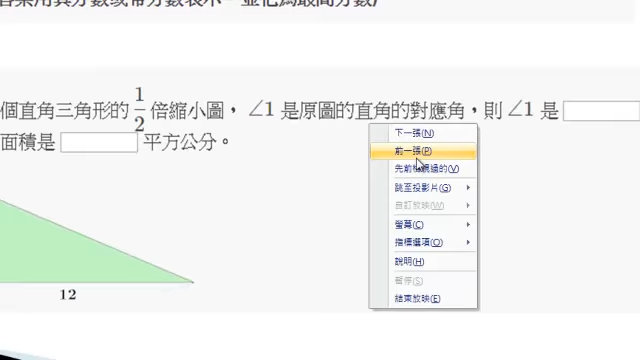 答案用真分數或帶分數表示,並化為最簡分數)
個直角三角形的 1/2 倍縮小圖,∠1 是原圖的直角的對應角,則 ∠1 是
面積是 平方公分。
12
下一張(N)
前一張(P)
先前檢視過的(V)
跳至投影片(G)
自訂放映(W)
螢幕(C)
指標選項(O)
說明(H)
暫停(S)
結束放映(E)